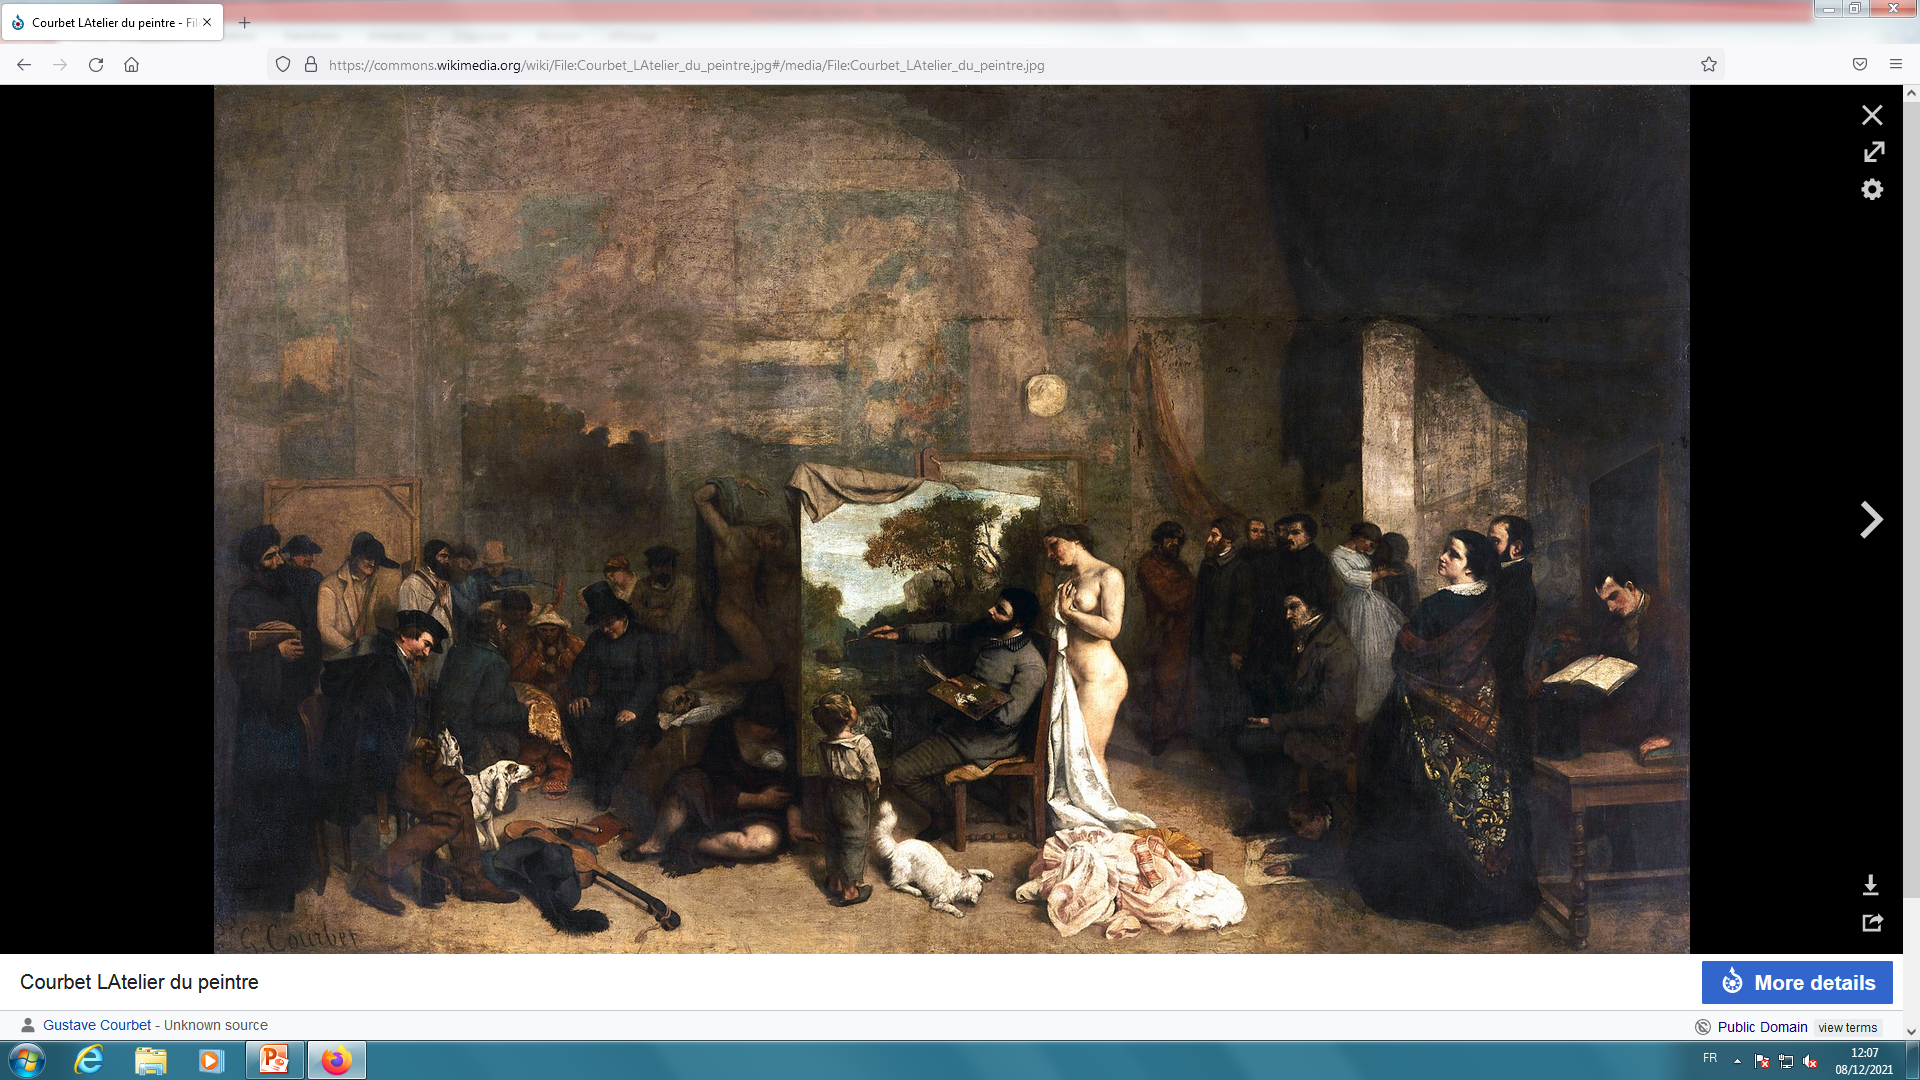 Courbet LAtelier du peintre - Fil
https://commons.wikimedia.org/wiki/File:Courbet_LAtelier_du_peintre.jpg#/media/File:Courbet_LAtelier_du_peintre.jpg
G. Courbet
Courbet LAtelier du peintre
More details
Gustave Courbet - Unknown source
Public Domain view terms
FR
12:07
08/12/2021